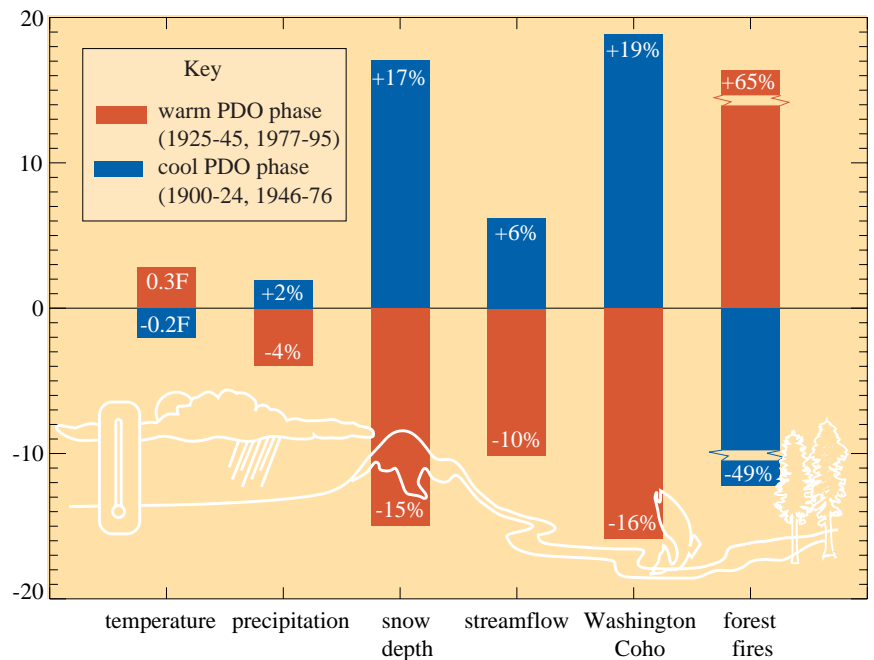 20
10
0
-10
-20
Key
warm PDO phase
(1925-45, 1977-95)
cool PDO phase
(1900-24, 1946-76
0.3F
-0.2F
+2%
-4%
+17%
-15%
+6%
-10%
+19%
-16%
+65%
-49%
temperature
precipitation
snow
depth
streamflow
Washington
Coho
forest
fires